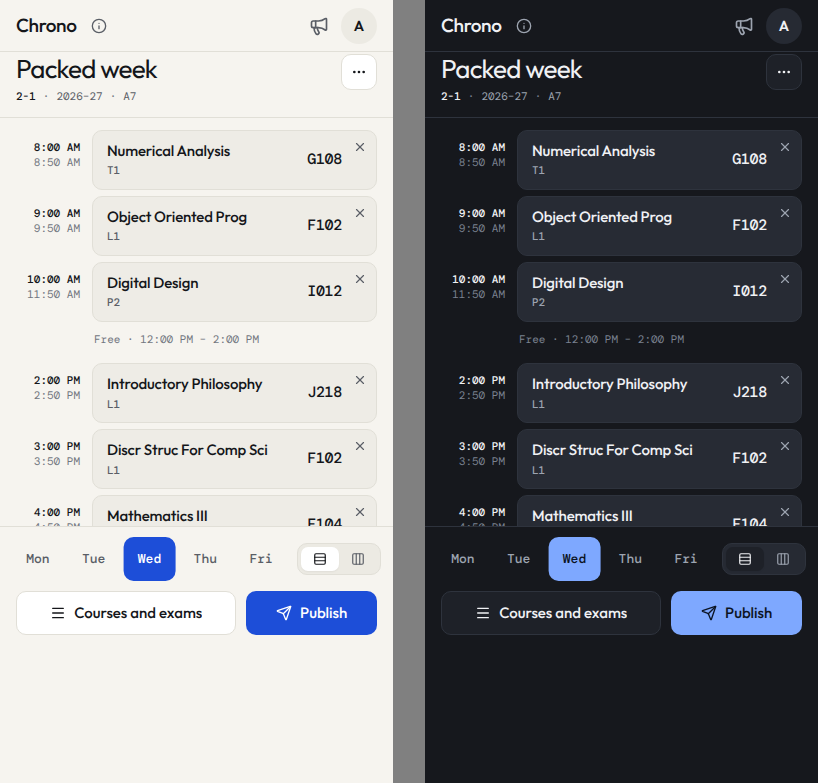 Chrono
A
Packed week
2-1 · 2026-27 · A7
8:00 AM
8:50 AM
Numerical Analysis
T1
G108
9:00 AM
9:50 AM
Object Oriented Prog
L1
F102
10:00 AM
11:50 AM
Digital Design
P2
I012
Free · 12:00 PM - 2:00 PM
2:00 PM
2:50 PM
Introductory Philosophy
L1
J218
3:00 PM
3:50 PM
Discr Struc For Comp Sci
L1
F102
4:00 PM
4:50 PM
Mathematics III
F104
Mon Tue Wed Thu Fri
Courses and exams
Publish
Chrono
A
Packed week
2-1 · 2026-27 · A7
8:00 AM
8:50 AM
Numerical Analysis
T1
G108
9:00 AM
9:50 AM
Object Oriented Prog
L1
F102
10:00 AM
11:50 AM
Digital Design
P2
I012
Free · 12:00 PM - 2:00 PM
2:00 PM
2:50 PM
Introductory Philosophy
L1
J218
3:00 PM
3:50 PM
Discr Struc For Comp Sci
L1
F102
4:00 PM
4:50 PM
Mathematics III
F104
Mon Tue Wed Thu Fri
Courses and exams
Publish